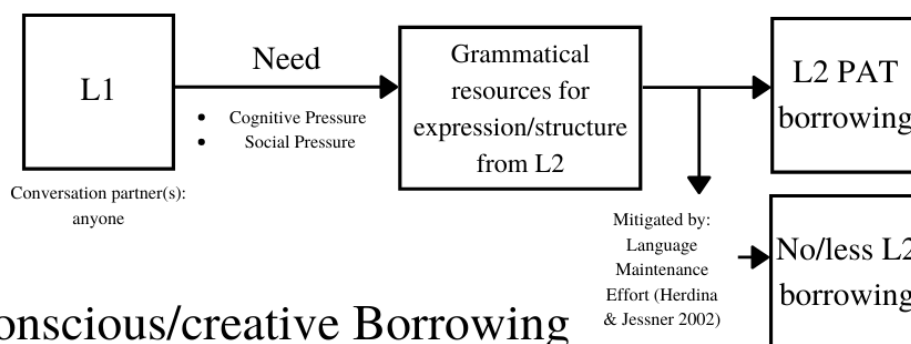 L1
Conversation partner(s):
anyone
Need
Cognitive Pressure
Social Pressure
Grammatical
resources for
expression/structure
from L2
L2 PAT
borrowing
Mitigated by:
Language
Maintenance
Effort (Herdina
& Jessner 2002)
No/less L2
borrowing
onscious/creative Borrowing